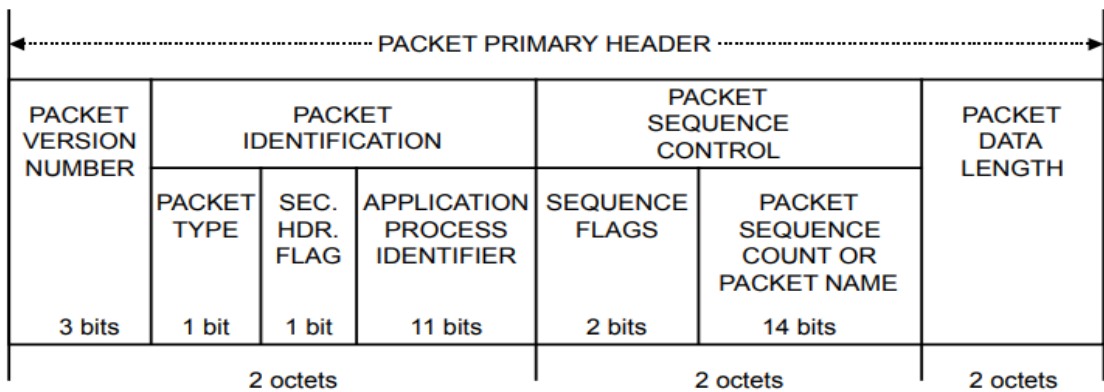 PACKET PRIMARY HEADER
PACKET
VERSION
NUMBER
3 bits
PACKET
IDENTIFICATION
PACKET
TYPE
1 bit
SEC.
HDR.
FLAG
1 bit
APPLICATION
PROCESS
IDENTIFIER
11 bits
PACKET
SEQUENCE
CONTROL
SEQUENCE
FLAGS
2 bits
PACKET
SEQUENCE
COUNT OR
PACKET NAME
14 bits
PACKET
DATA
LENGTH
2 octets
2 octets
2 octets